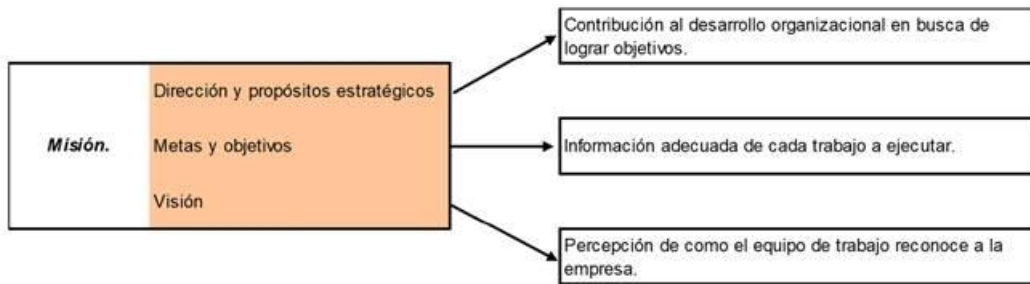 Contribución al desarrollo organizacional en busca de
lograr objetivos.
Dirección y propósitos estratégicos
Misión.
Metas y objetivos
Información adecuada de cada trabajo a ejecutar.
Visión
Percepción de como el equipo de trabajo reconoce a la
empresa.